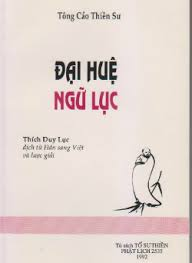 Tông Cảo Thiền Sư
ĐẠI HUỆ
NGỮ LỤC
Thích Duy Lực
dịch từ Hán sang Việt
và lược giải
Tủ sách TỔ SƯ THIỀN
PHẬT LỊCH 2535
1992